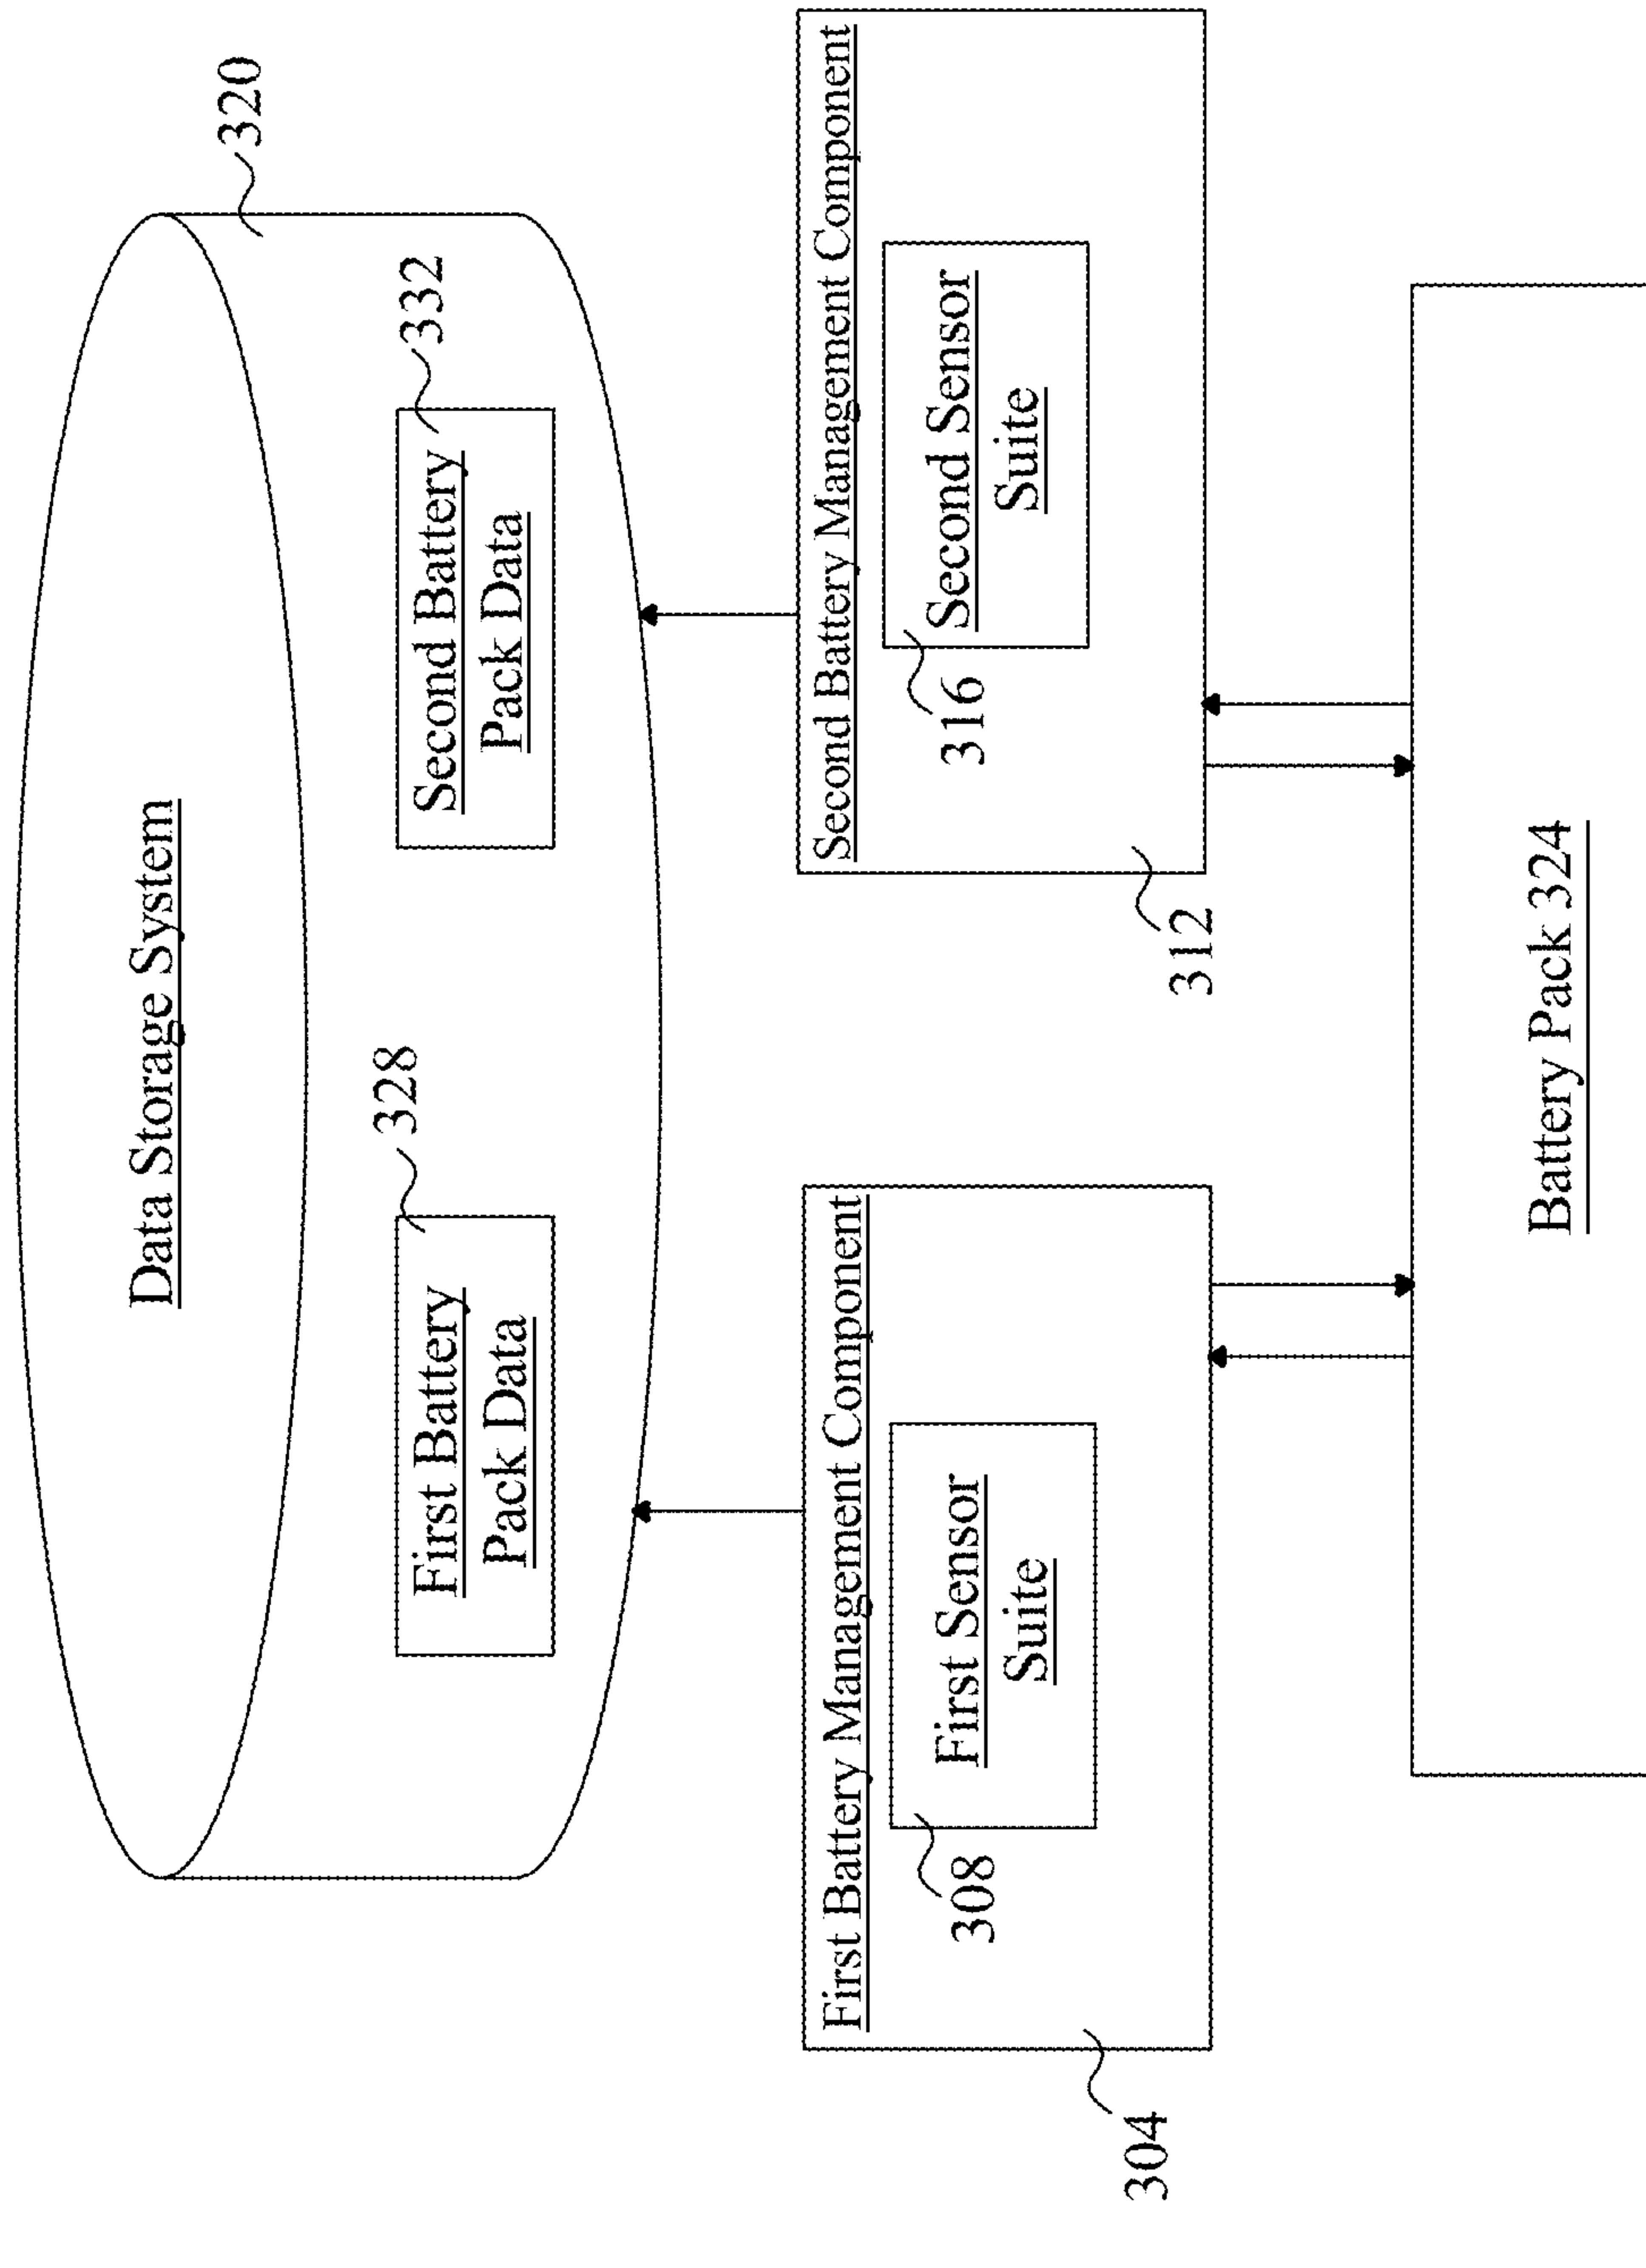 320
Data Storage System
328
332
First Battery
Pack Data
Second Battery
Pack Data
First Battery Management Component
308
First Sensor
Suite
304
Second Battery Management Component
316
Second Sensor
Suite
312
Battery Pack 324